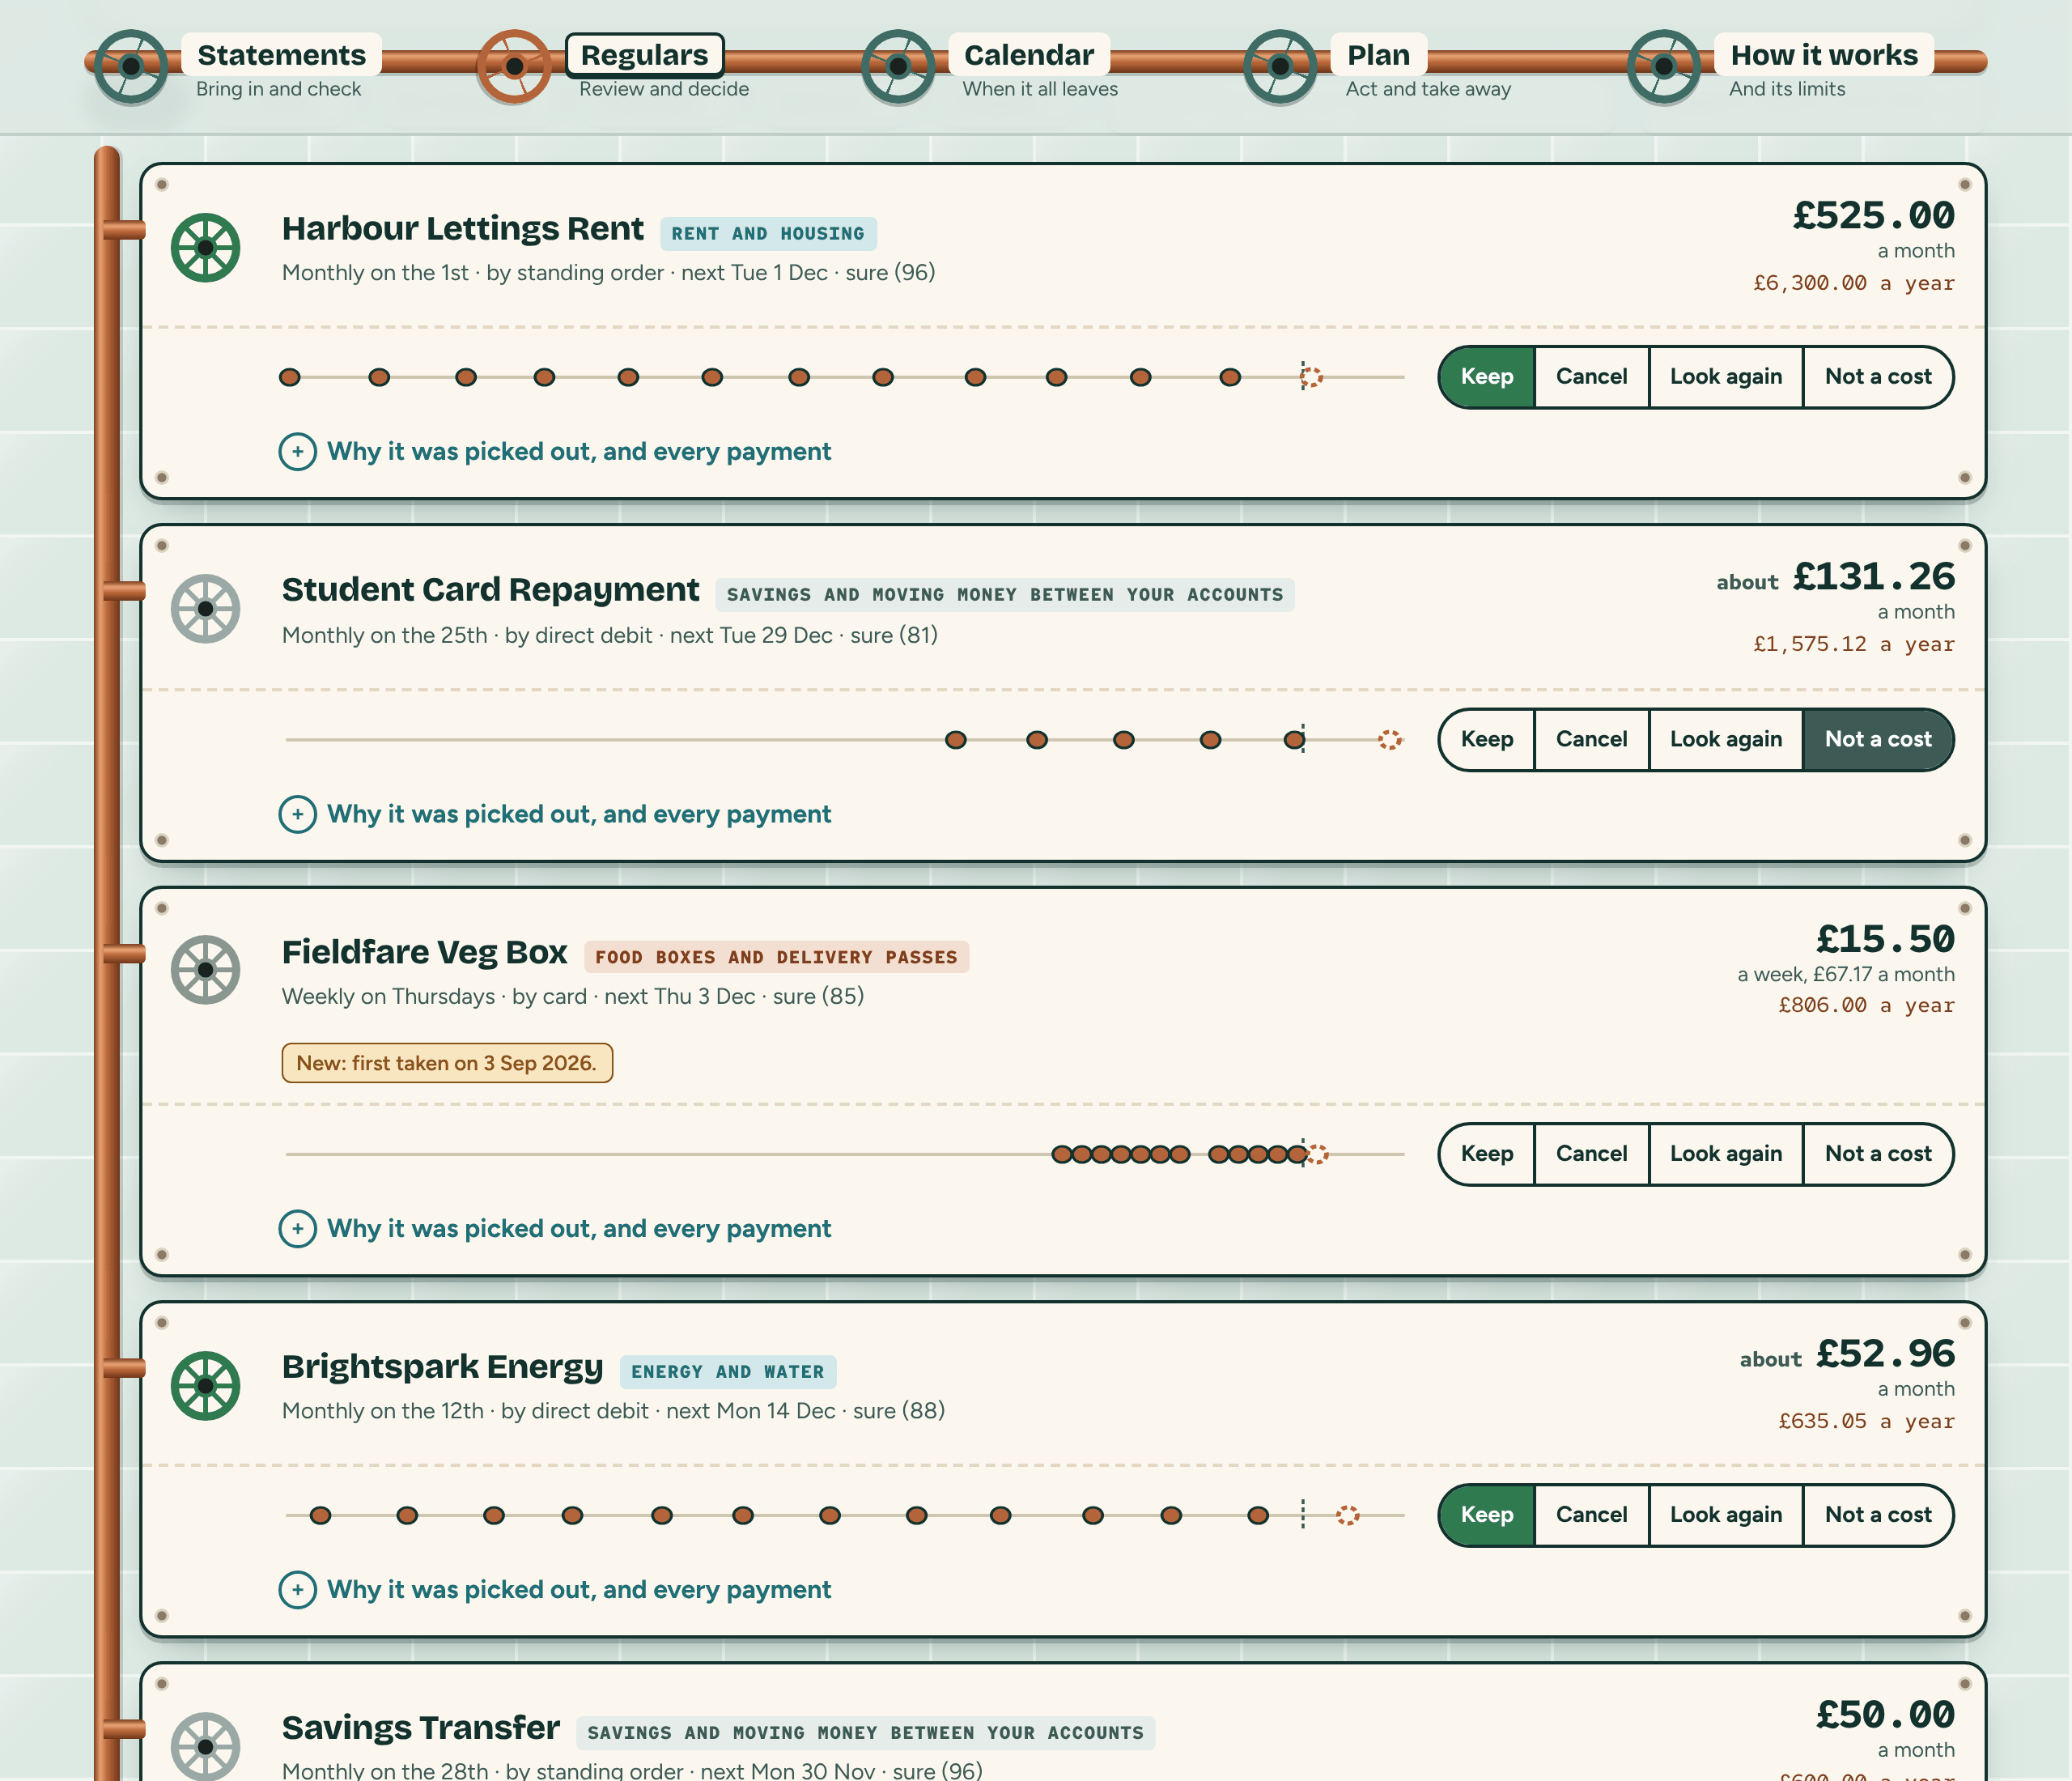 Statements
Bring in and check
Regulars
Review and decide
Calendar
When it all leaves
Plan
Act and take away
How it works
And its limits
Harbour Lettings Rent RENT AND HOUSING
Monthly on the 1st · by standing order · next Tue 1 Dec · sure (96)
£525.00
a month
£6,300.00 a year
Keep Cancel Look again Not a cost
+ Why it was picked out, and every payment
Student Card Repayment SAVINGS AND MOVING MONEY BETWEEN YOUR ACCOUNTS
Monthly on the 25th · by direct debit · next Tue 29 Dec · sure (81)
about £131.26
a month
£1,575.12 a year
Keep Cancel Look again Not a cost
+ Why it was picked out, and every payment
Fieldfare Veg Box FOOD BOXES AND DELIVERY PASSES
Weekly on Thursdays · by card · next Thu 3 Dec · sure (85)
£15.50
a week, £67.17 a month
£806.00 a year
New: first taken on 3 Sep 2026.
Keep Cancel Look again Not a cost
+ Why it was picked out, and every payment
Brightspark Energy ENERGY AND WATER
Monthly on the 12th · by direct debit · next Mon 14 Dec · sure (88)
about £52.96
a month
£635.05 a year
Keep Cancel Look again Not a cost
+ Why it was picked out, and every payment
Savings Transfer SAVINGS AND MOVING MONEY BETWEEN YOUR ACCOUNTS
Monthly on the 28th · by standing order · next Mon 30 Nov · sure (96)
£50.00
a month